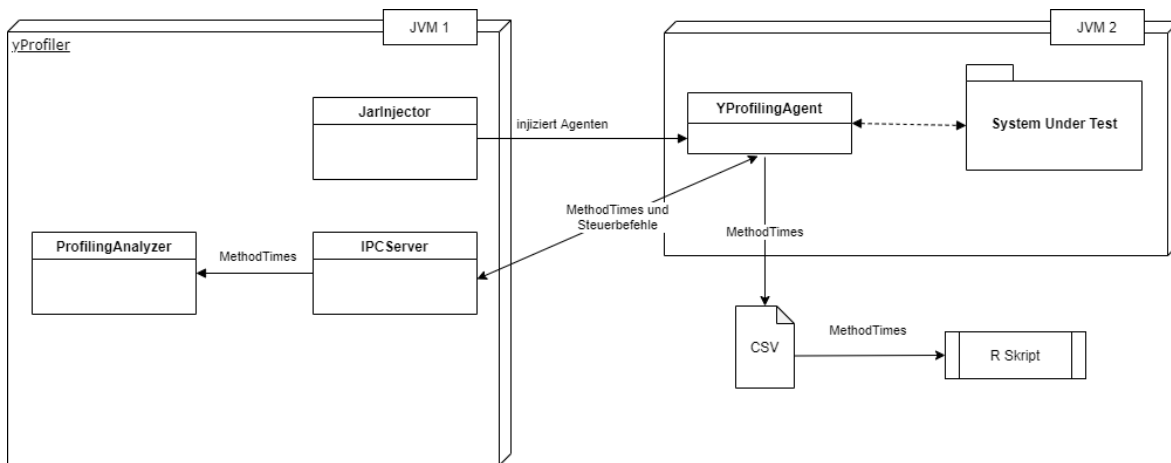 JVM 1
yProfiler
JarInjector
injiziert Agenten
JVM 2
YProfilingAgent
System Under Test
MethodTimes und
Steuerbefehle
ProfilingAnalyzer
MethodTimes
IPCServer
MethodTimes
CSV
MethodTimes
R Skript